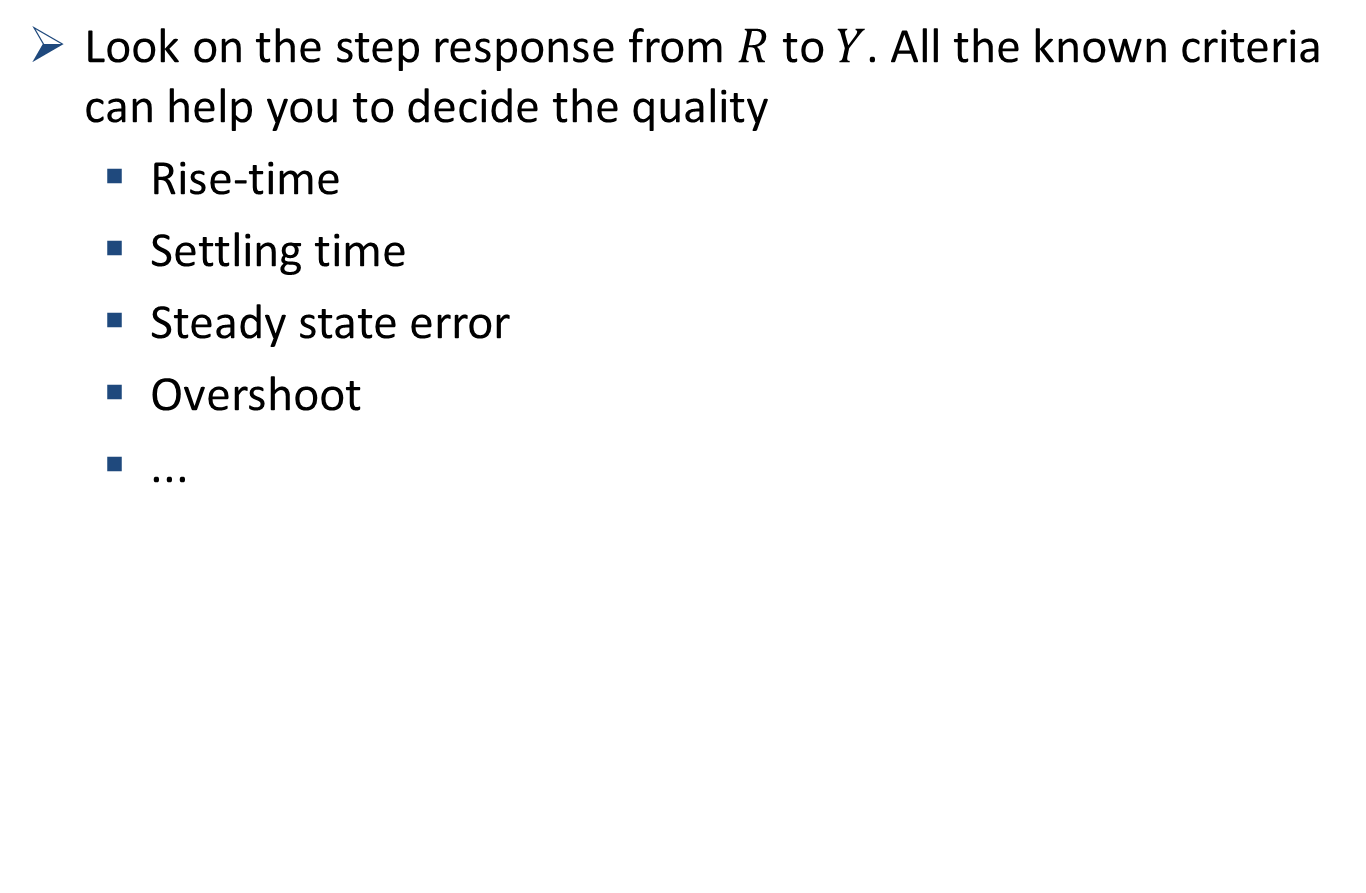 Look on the step response from R to Y. All the known criteria
can help you to decide the quality
Rise-time
Settling time
Steady state error
Overshoot
...